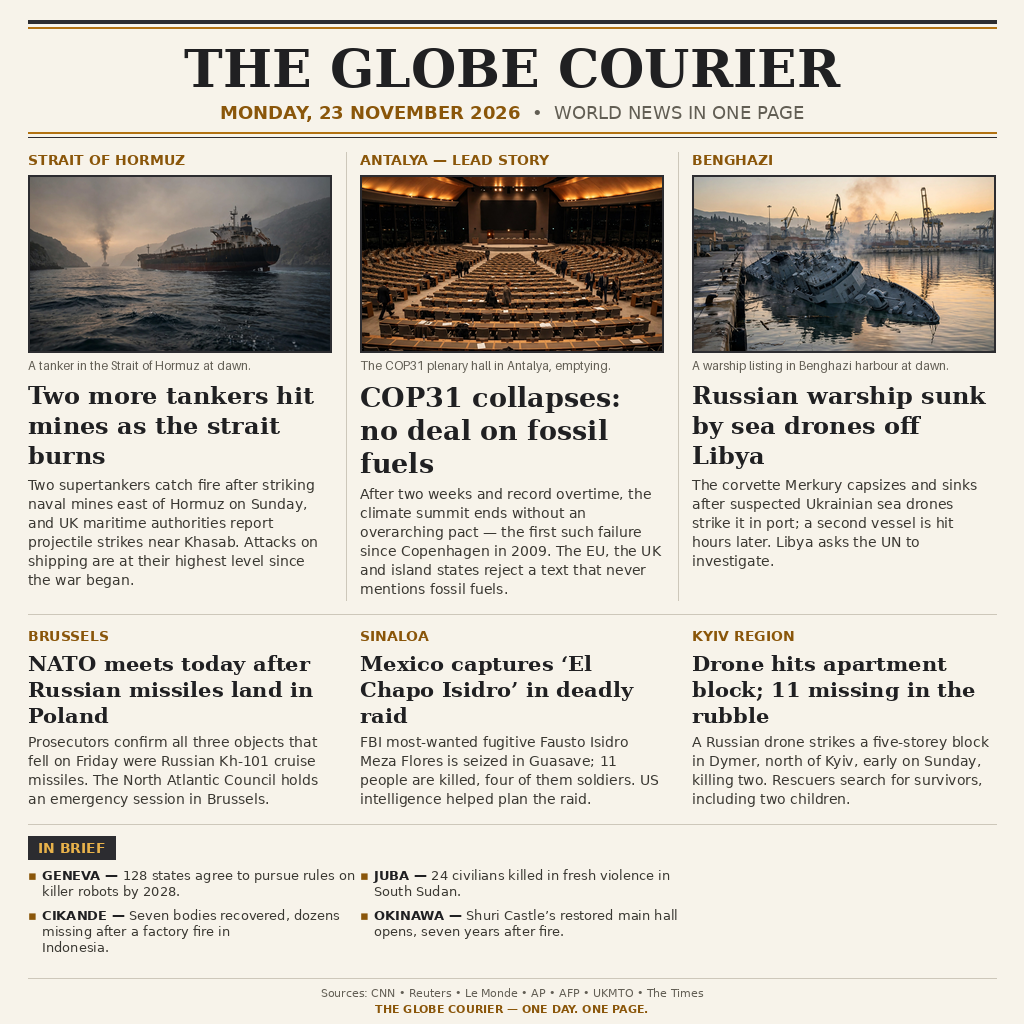 THE GLOBE COURIER
MONDAY, 23 NOVEMBER 2026 • WORLD NEWS IN ONE PAGE
STRAIT OF HORMUZ
A tanker in the Strait of Hormuz at dawn.
Two more tankers hit
mines as the strait
burns
Two supertankers catch fire after striking
naval mines east of Hormuz on Sunday,
and UK maritime authorities report
projectile strikes near Khasab. Attacks on
shipping are at their highest level since
the war began.
ANTALYA — LEAD STORY
The COP31 plenary hall in Antalya, emptying.
COP31 collapses:
no deal on fossil
fuels
After two weeks and record overtime, the
climate summit ends without an
overarching pact — the first such failure
since Copenhagen in 2009. The EU, the UK
and island states reject a text that never
mentions fossil fuels.
BENGHAZI
A warship listing in Benghazi harbour at dawn.
Russian warship sunk
by sea drones off
Libya
The corvette Merkury capsizes and sinks
after suspected Ukrainian sea drones
strike it in port; a second vessel is hit
hours later. Libya asks the UN to
investigate.
BRUSSELS
NATO meets today after
Russian missiles land in
Poland
Prosecutors confirm all three objects that
fell on Friday were Russian Kh-101 cruise
missiles. The North Atlantic Council holds
an emergency session in Brussels.
SINALOA
Mexico captures ‘El
Chapo Isidro’ in deadly
raid
FBI most-wanted fugitive Fausto Isidro
Meza Flores is seized in Guasave; 11
people are killed, four of them soldiers. US
intelligence helped plan the raid.
KYIV REGION
Drone hits apartment
block; 11 missing in the
rubble
A Russian drone strikes a five-storey block
in Dymer, north of Kyiv, early on Sunday,
killing two. Rescuers search for survivors,
including two children.
IN BRIEF
▪ GENEVA — 128 states agree to pursue rules on
killer robots by 2028.
▪ CIKANDE — Seven bodies recovered, dozens
missing after a factory fire in
Indonesia.
▪ JUBA — 24 civilians killed in fresh violence in
South Sudan.
▪ OKINAWA — Shuri Castle’s restored main hall
opens, seven years after fire.
Sources: CNN • Reuters • Le Monde • AP • AFP • UKMTO • The Times
THE GLOBE COURIER — ONE DAY. ONE PAGE.